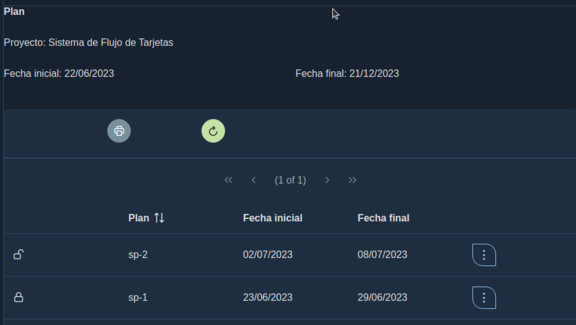 Plan
Proyecto: Sistema de Flujo de Tarjetas
Fecha inicial: 22/06/2023 Fecha final: 21/12/2023
(1 of 1)
Plan Fecha inicial Fecha final
sp-2 02/07/2023 08/07/2023
sp-1 23/06/2023 29/06/2023